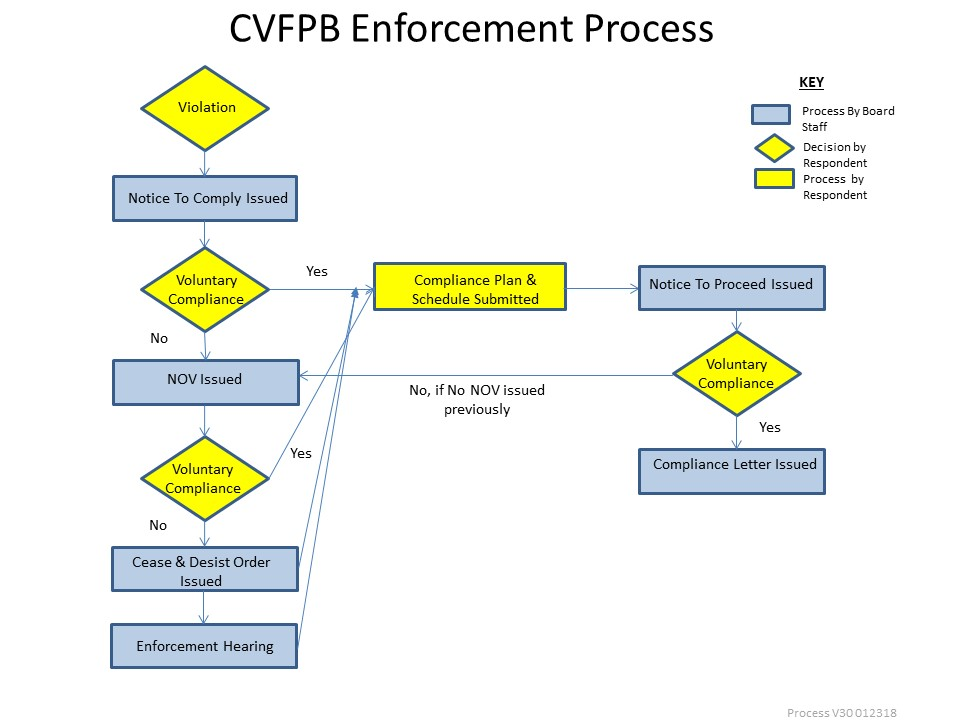 CVFPB Enforcement Process
KEY
Process By Board
Staff
Decision by
Respondent
Process by
Respondent
Violation
Notice To Comply Issued
Voluntary
Compliance
Yes
Compliance Plan &
Schedule Submitted
Notice To Proceed Issued
No
NOV Issued
No, if No NOV issued
previously
Voluntary
Compliance
Yes
Compliance Letter Issued
Voluntary
Compliance
Yes
No
Cease & Desist Order
Issued
Enforcement Hearing
Process V30 012318